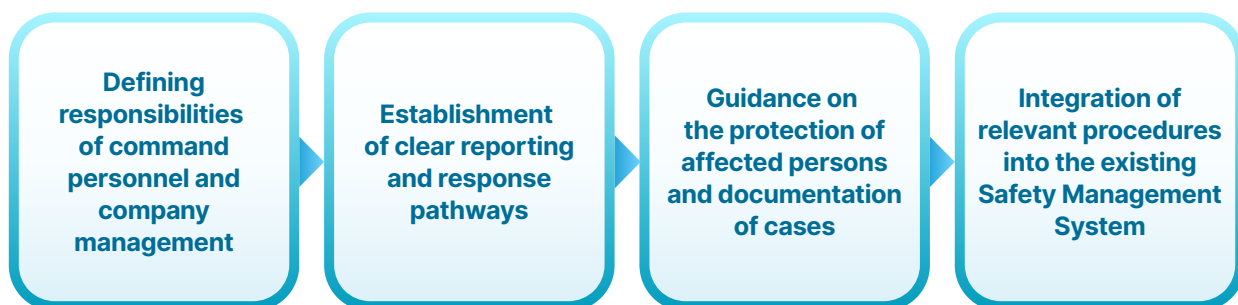 Defining
responsibilities
of command
personnel and
company
management
Establishment
of clear reporting
and response
pathways
Guidance on
the protection of
affected persons
and documentation
of cases
Integration of
relevant procedures
into the existing
Safety Management
System